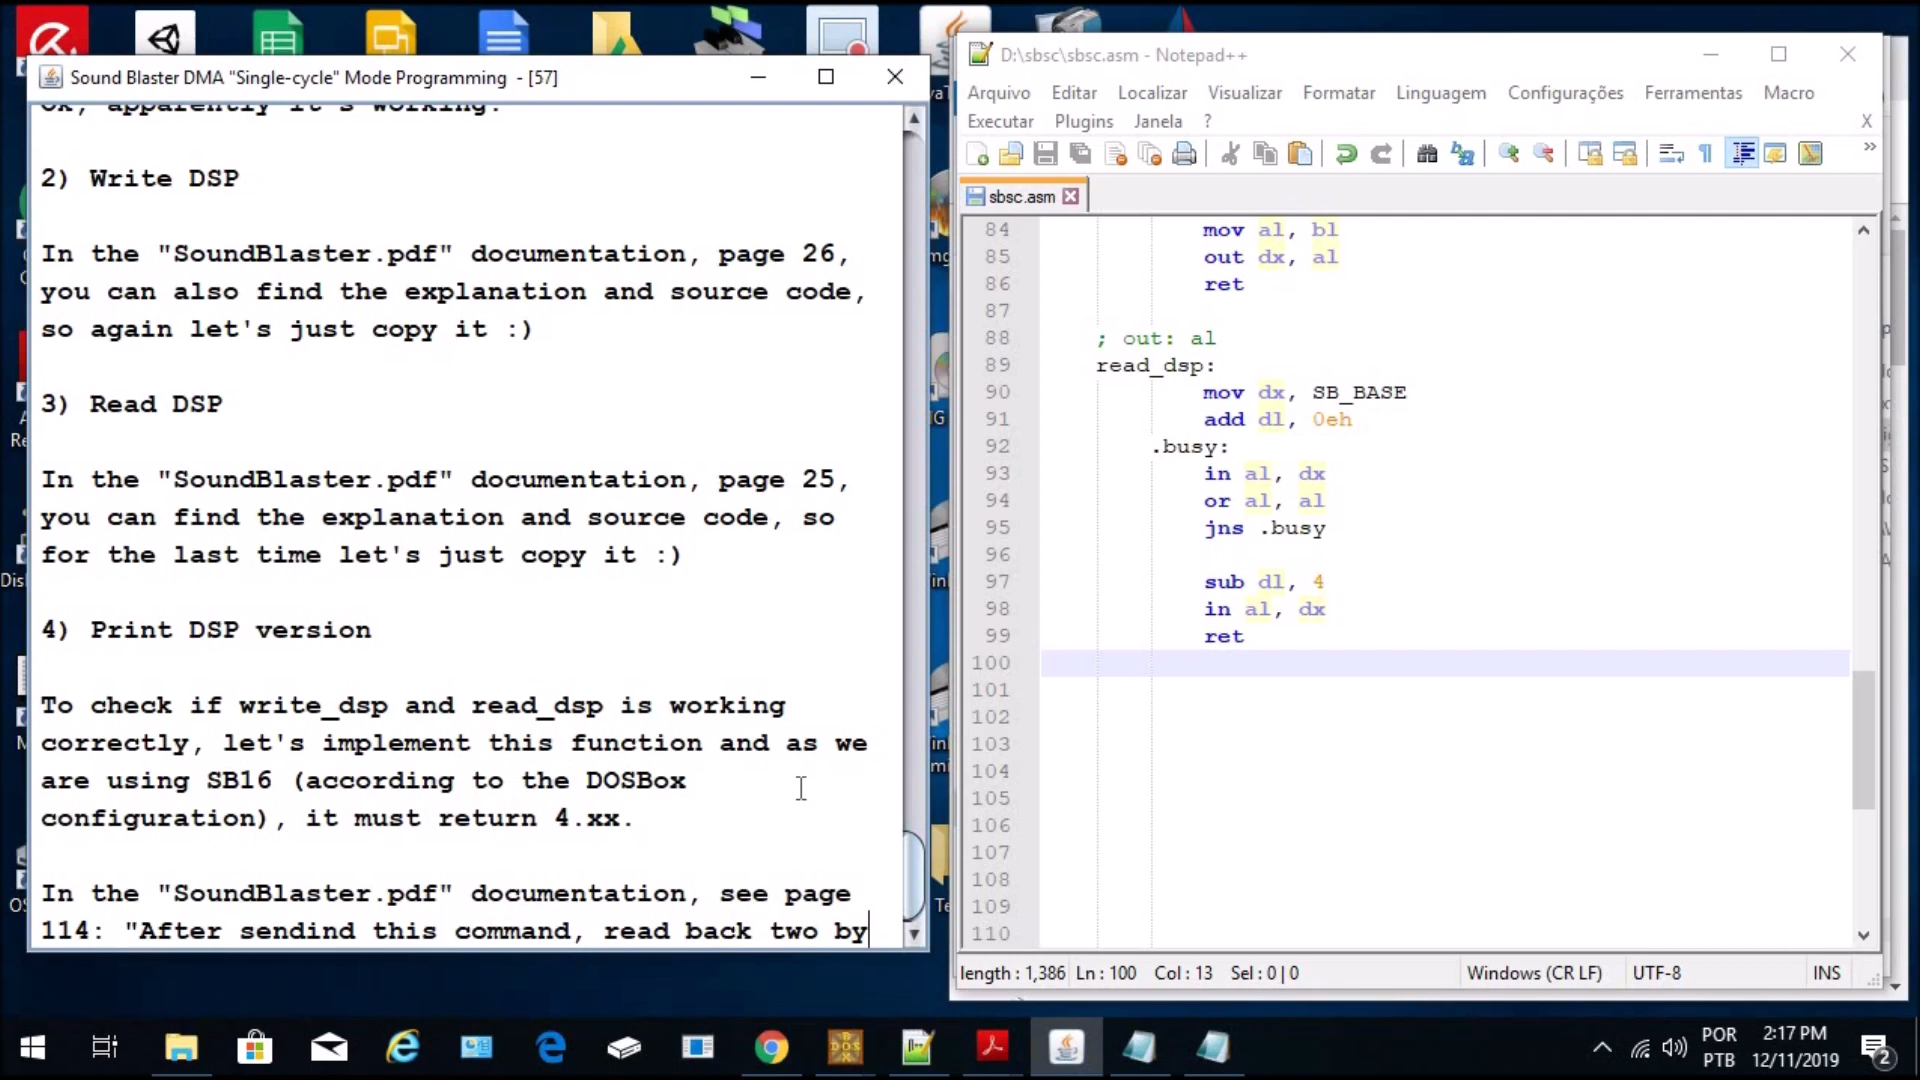 Sound Blaster DMA "Single-cycle" Mode Programming - [57]
Ok, apparently it's working.
2) Write DSP
In the "SoundBlaster.pdf" documentation, page 26,
you can also find the explanation and source code,
so again let's just copy it :)
3) Read DSP
In the "SoundBlaster.pdf" documentation, page 25,
you can find the explanation and source code, so
for the last time let's just copy it :)
4) Print DSP version
To check if write_dsp and read_dsp is working
correctly, let's implement this function and as we
are using SB16 (according to the DOSBox
configuration), it must return 4.xx.
In the "SoundBlaster.pdf" documentation, see page
114: "After sendind this command, read back two by
D:\sbsc\sbsc.asm - Notepad++
Arquivo Editar Localizar Visualizar Formatar Linguagem Configurações Ferramentas Macro
Executar Plugins Janela ? X
sbsc.asm
84 mov al, bl
85 out dx, al
86 ret
87
88 ; out: al
89 read_dsp:
90 mov dx, SB_BASE
91 add dl, 0eh
92 .busy:
93 in al, dx
94 or al, al
95 jns .busy
96
97 sub dl, 4
98 in al, dx
99 ret
100
101
102
103
104
105
106
107
108
109
110
length : 1,386 Ln : 100 Col : 13 Sel : 0 | 0 Windows (CR LF) UTF-8 INS
POR
PTB
2:17 PM
12/11/2019
2